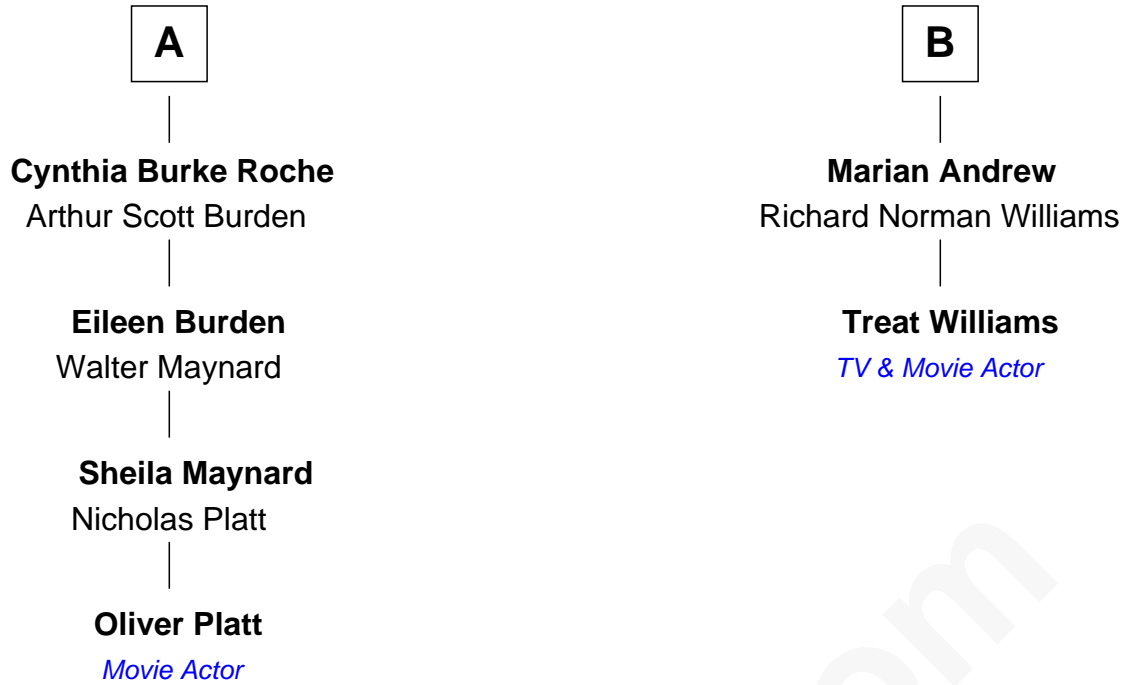 A
Cynthia Burke Roche
Arthur Scott Burden
Eileen Burden
Walter Maynard
Sheila Maynard
Nicholas Platt
Oliver Platt
Movie Actor
B
Marian Andrew
Richard Norman Williams
Treat Williams
TV & Movie Actor
om